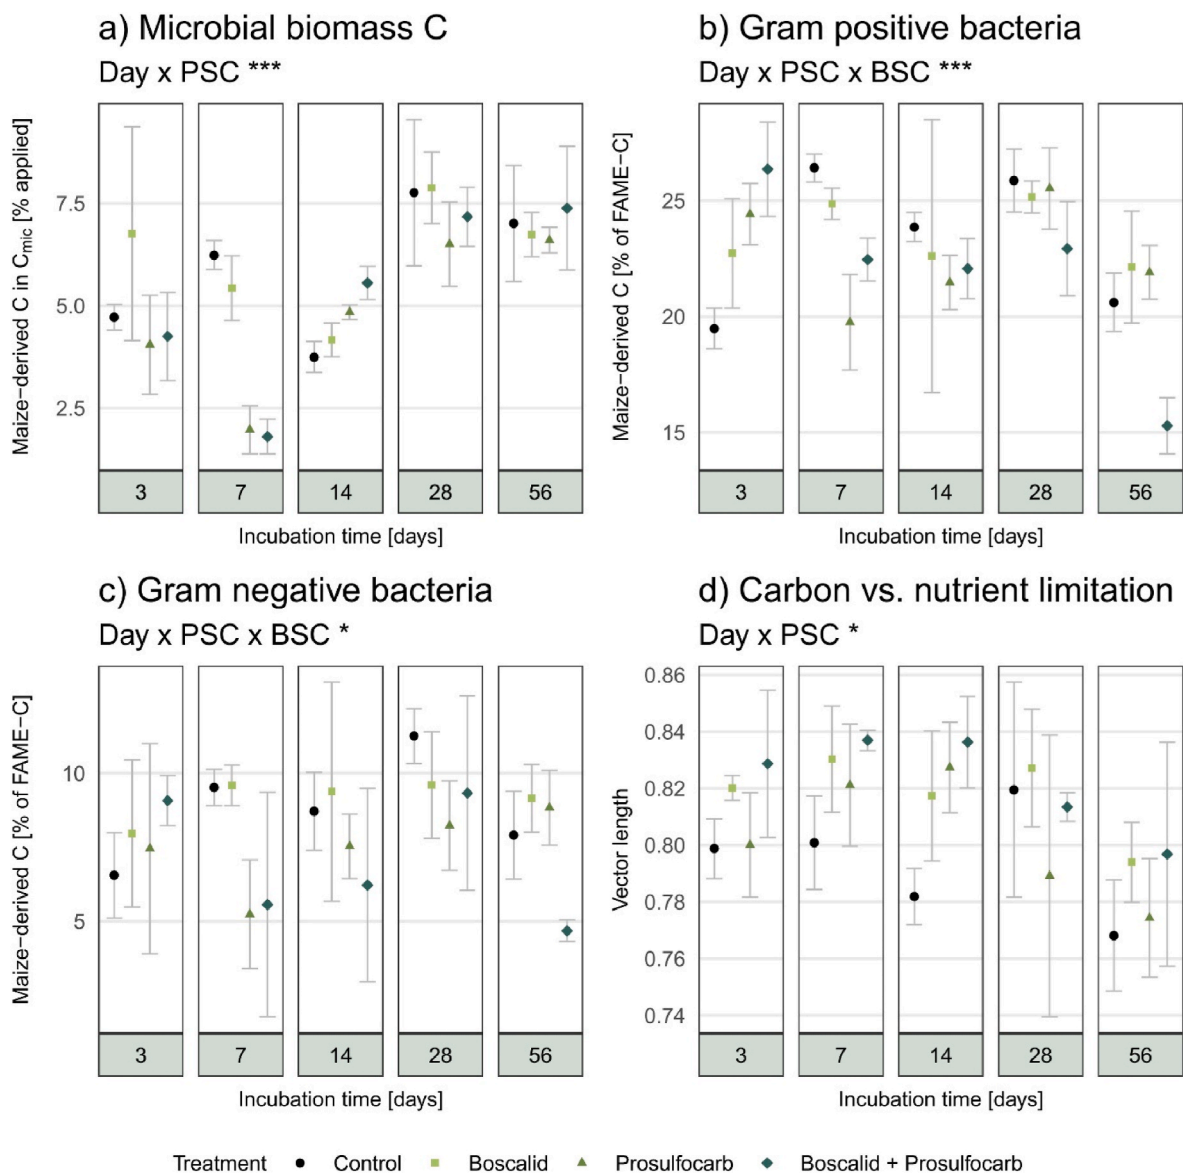 a) Microbial biomass C
Day x PSC ***
Maize−derived C in Cmic [% applied]
7.5
5.0
2.5
3 7 14 28 56
Incubation time [days]
b) Gram positive bacteria
Day x PSC x BSC ***
Maize−derived C [% of FAME−C]
25
20
15
3 7 14 28 56
Incubation time [days]
c) Gram negative bacteria
Day x PSC x BSC *
Maize−derived C [% of FAME−C]
10
5
3 7 14 28 56
Incubation time [days]
d) Carbon vs. nutrient limitation
Day x PSC *
Vector length
0.86
0.84
0.82
0.80
0.78
0.76
0.74
3 7 14 28 56
Incubation time [days]
Treatment Control Boscalid Prosulfocarb Boscalid + Prosulfocarb